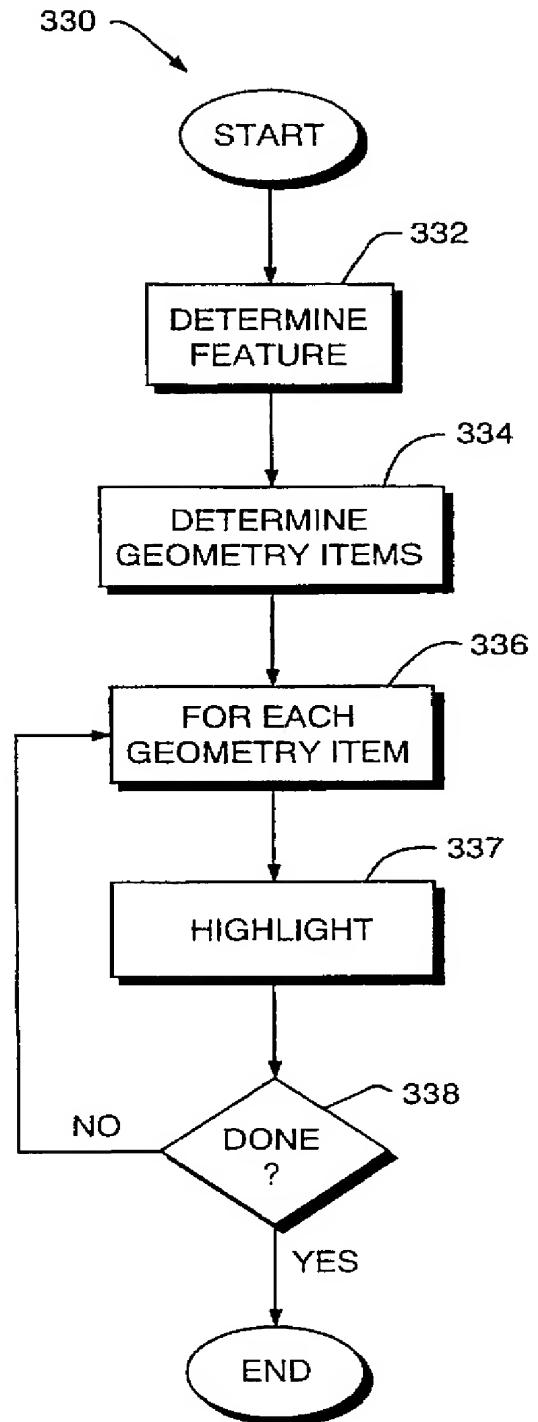 330
START
332
DETERMINE
FEATURE
334
DETERMINE
GEOMETRY ITEMS
336
FOR EACH
GEOMETRY ITEM
337
HIGHLIGHT
338
NO
DONE
?
YES
END